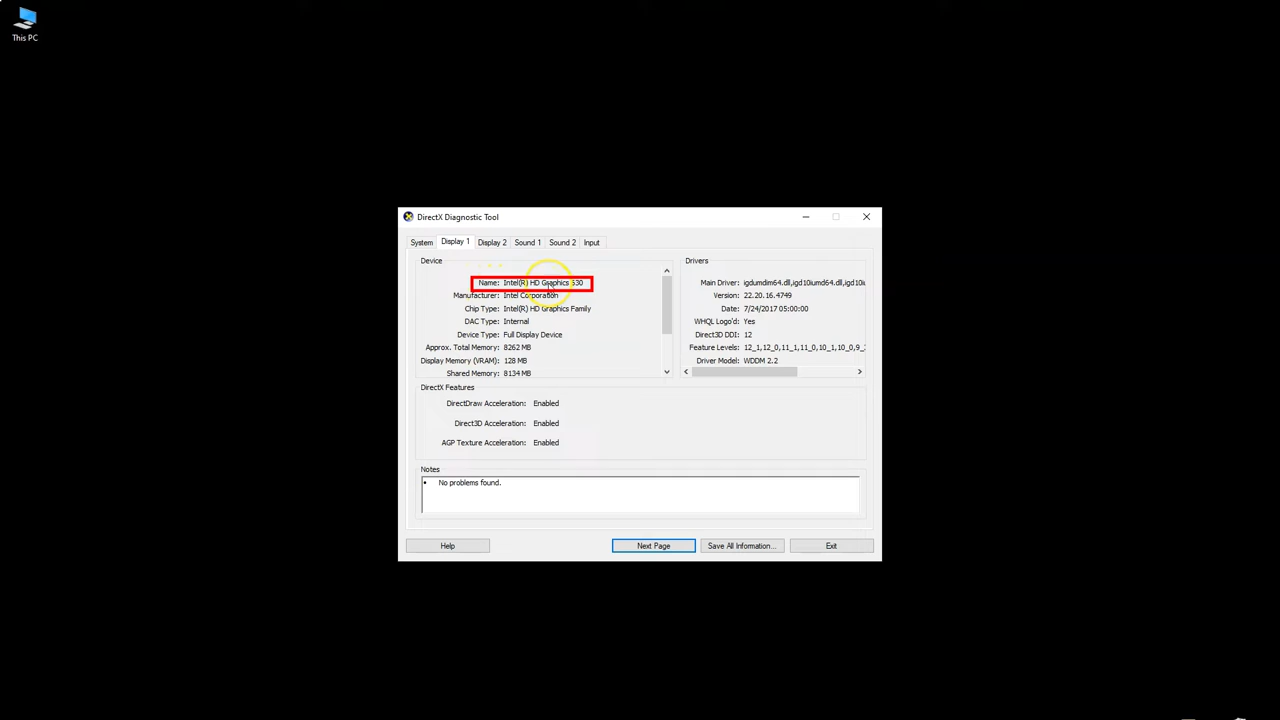 This PC
DirectX Diagnostic Tool
System Display 1 Display 2 Sound 1 Sound 2 Input
Device
Name: Intel(R) HD Graphics 530
Manufacturer: Intel Corporation
Chip Type: Intel(R) HD Graphics Family
DAC Type: Internal
Device Type: Full Display Device
Approx. Total Memory: 8262 MB
Display Memory (VRAM): 128 MB
Shared Memory: 8134 MB
Drivers
Main Driver: igdumdim64.dll,igd10iumd64.dll,igd10i
Version: 22.20.16.4749
Date: 7/24/2017 05:00:00
WHQL Logo'd: Yes
Direct3D DDI: 12
Feature Levels: 12_1,12_0,11_1,11_0,10_1,10_0,9_
Driver Model: WDDM 2.2
DirectX Features
DirectDraw Acceleration: Enabled
Direct3D Acceleration: Enabled
AGP Texture Acceleration: Enabled
Notes
• No problems found.
Help Next Page Save All Information... Exit